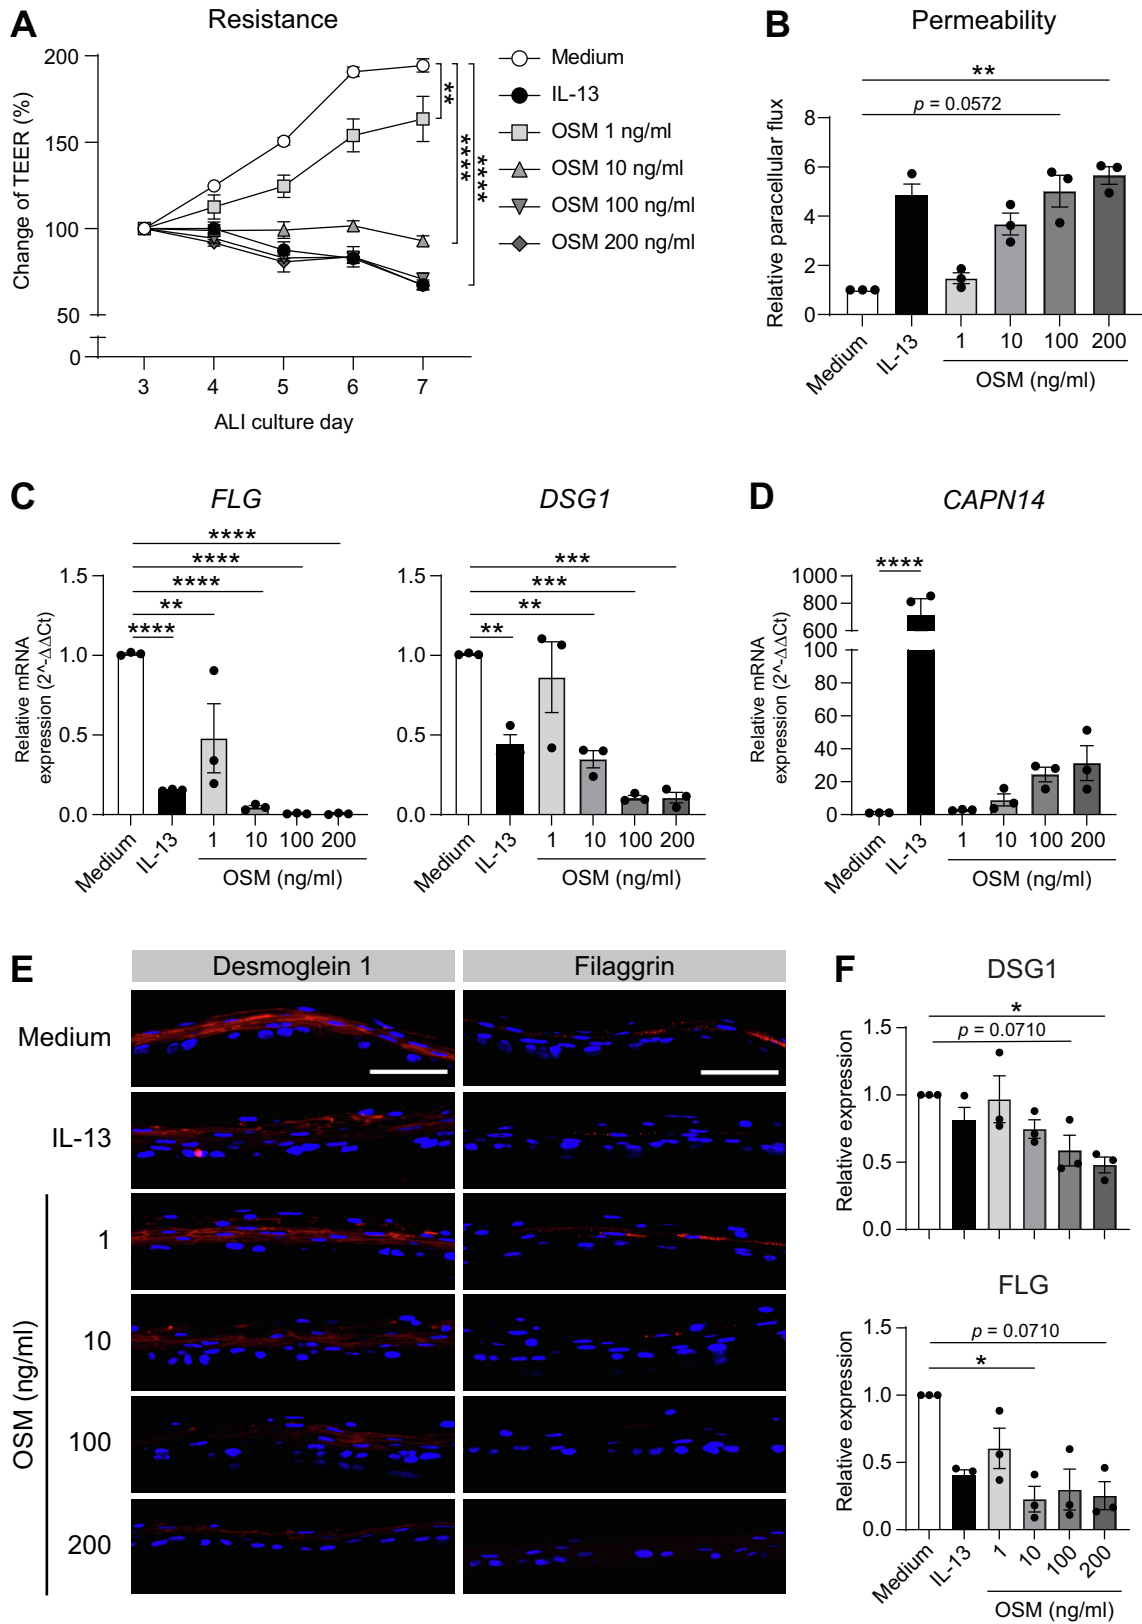 A
Resistance
Change of TEER (%)
200
150
100
50
0
3 4 5 6 7
ALI culture day
**
****
****
Medium
IL-13
OSM 1 ng/ml
OSM 10 ng/ml
OSM 100 ng/ml
OSM 200 ng/ml
B
Permeability
**
p = 0.0572
Relative paracellular flux
8
6
4
2
0
Medium IL-13 1 10 100 200
OSM (ng/ml)
C
FLG
****
****
****
**
****
Relative mRNA
expression (2^-ΔΔCt)
1.5
1.0
0.5
0.0
Medium IL-13 1 10 100 200
OSM (ng/ml)
DSG1
***
***
**
**
1.5
1.0
0.5
0.0
Medium IL-13 1 10 100 200
OSM (ng/ml)
D
CAPN14
****
Relative mRNA
expression (2^-ΔΔCt)
1000
800
600
100
80
60
40
20
0
Medium IL-13 1 10 100 200
OSM (ng/ml)
E
Desmoglein 1 Filaggrin
Medium
IL-13
OSM (ng/ml)
1
10
100
200
F
DSG1
*
p = 0.0710
Relative expression
1.5
1.0
0.5
0.0
FLG
p = 0.0710
*
Relative expression
1.5
1.0
0.5
0.0
Medium IL-13 1 10 100 200
OSM (ng/ml)